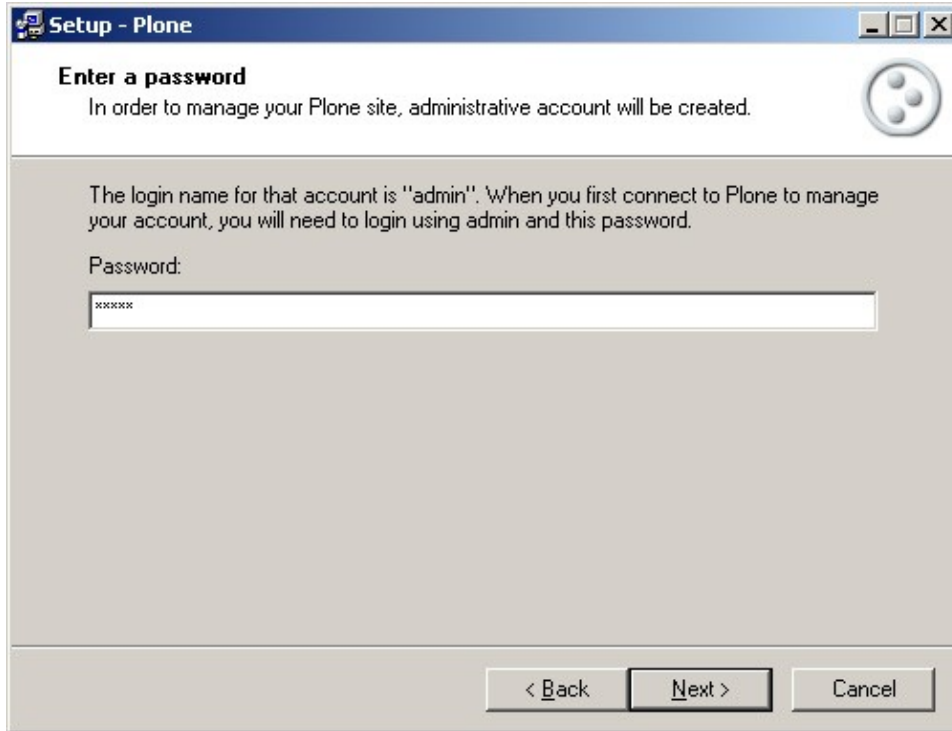 Setup - Plone
Enter a password
In order to manage your Plone site, administrative account will be created.
The login name for that account is "admin". When you first connect to Plone to manage
your account, you will need to login using admin and this password.
Password:
*****
< Back
Next >
Cancel